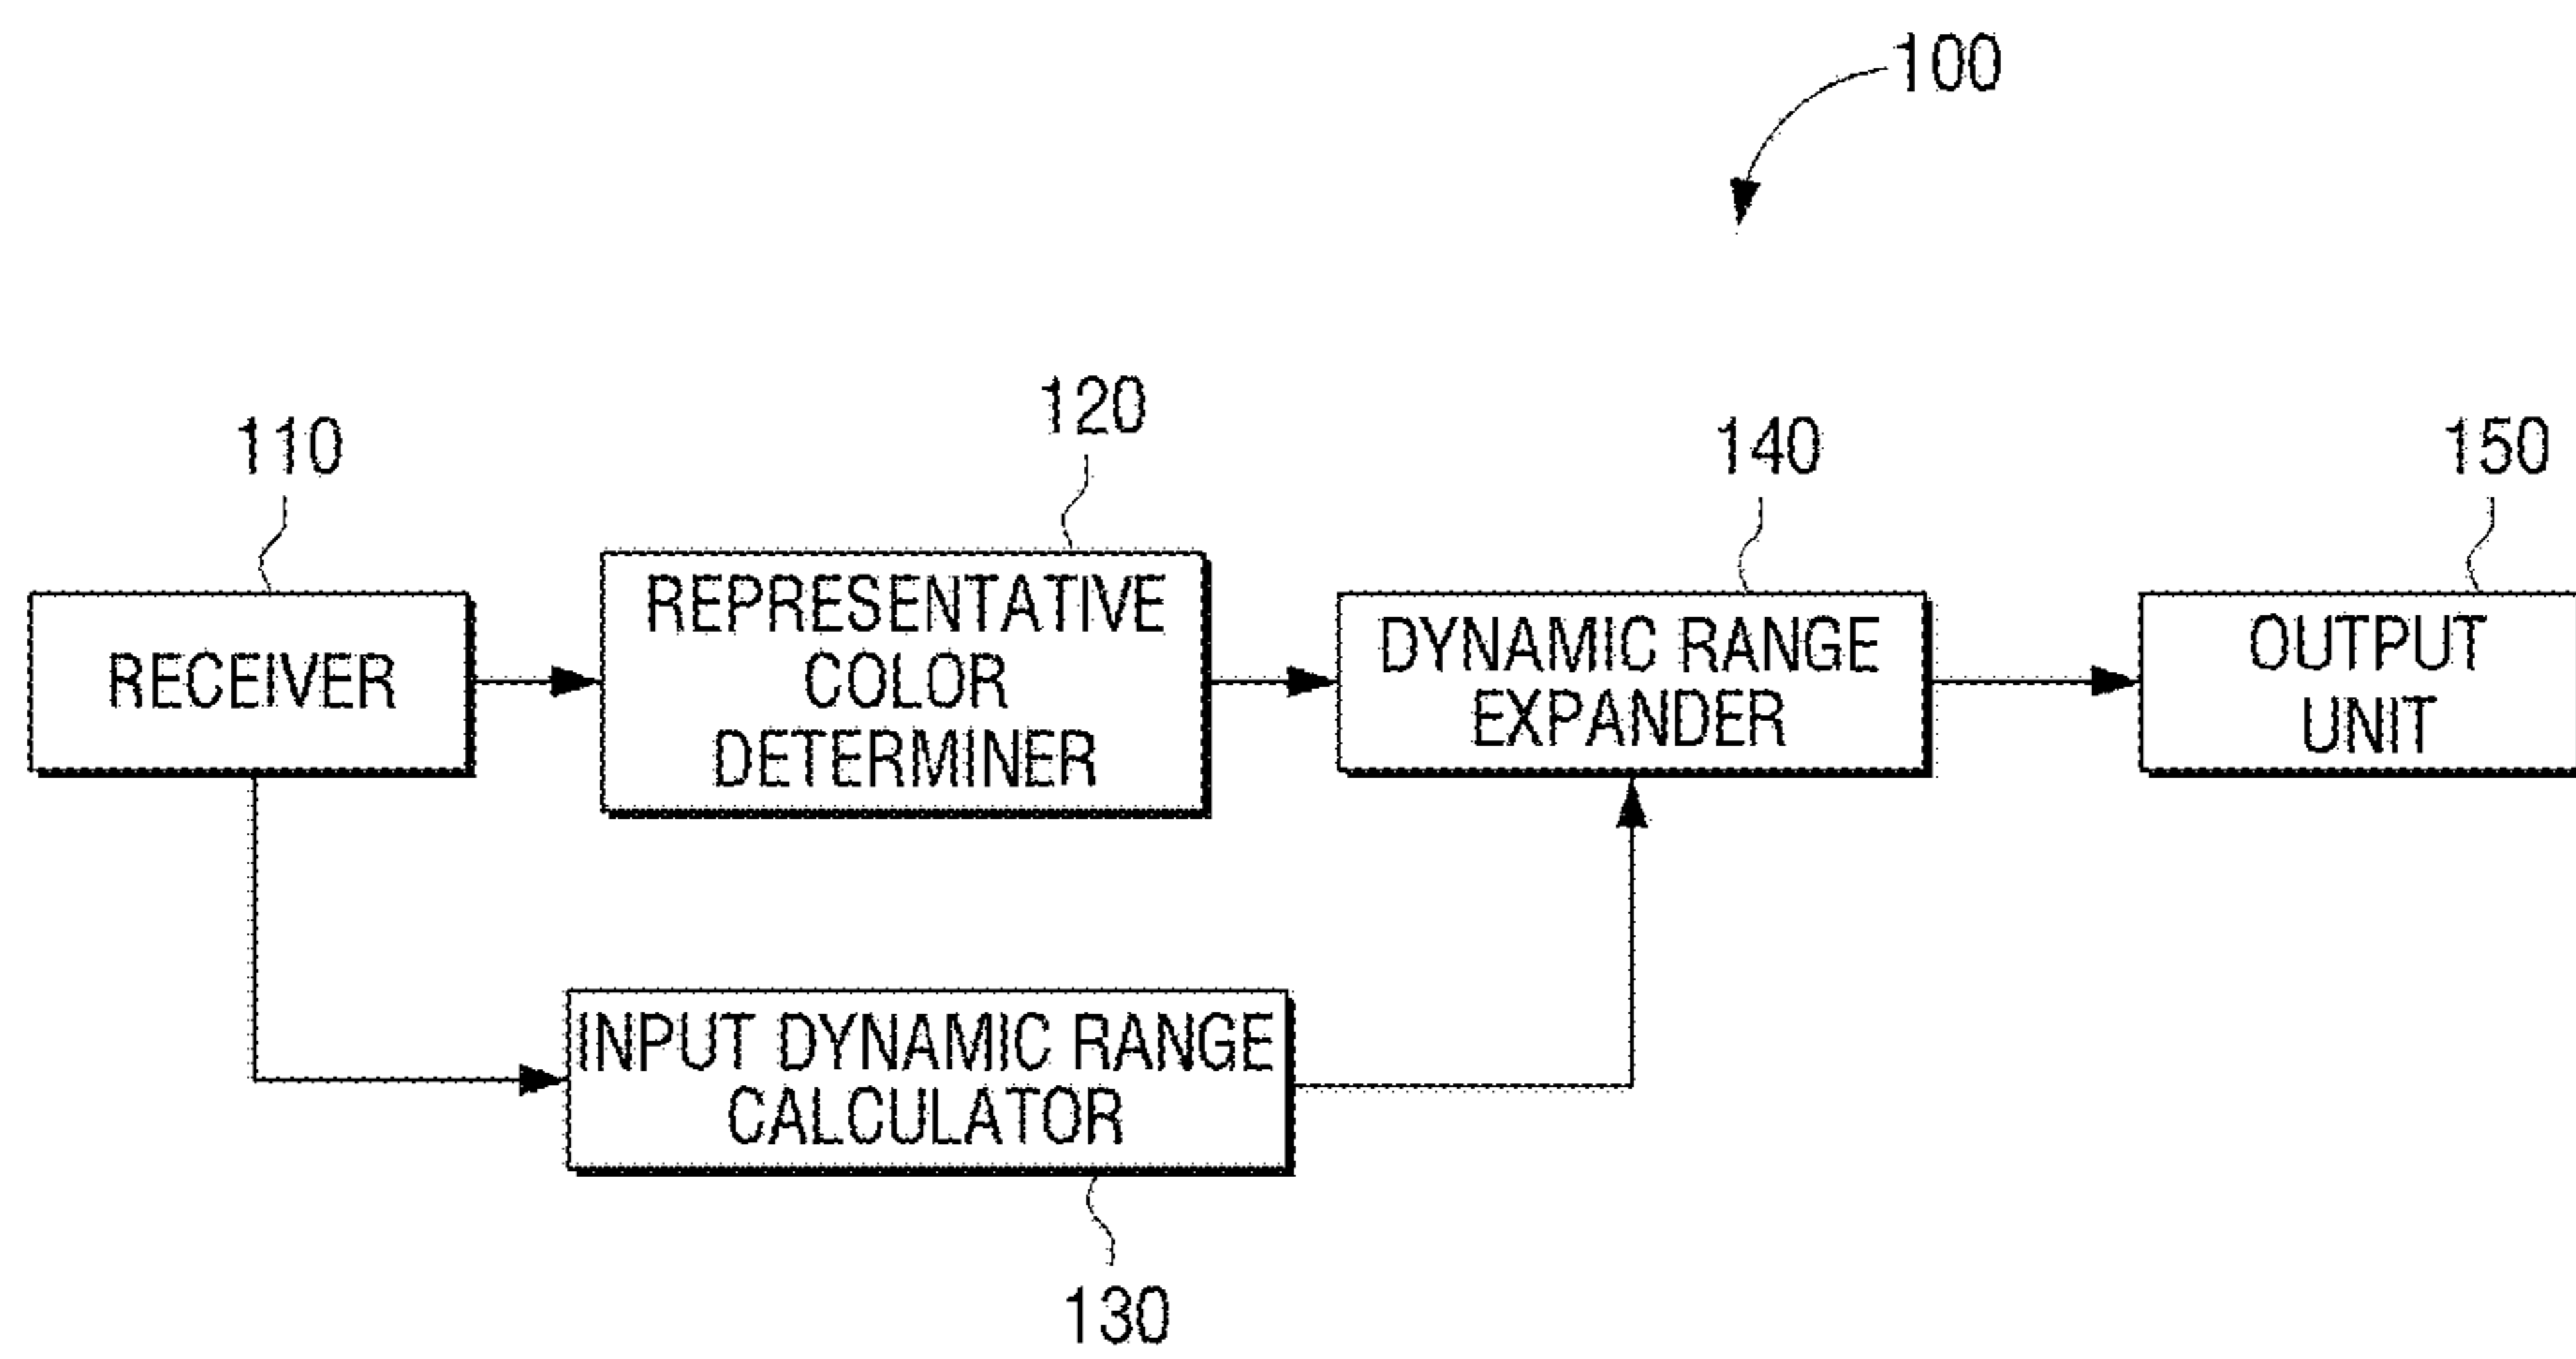 100
110
120
140
150
RECEIVER
REPRESENTATIVE
COLOR
DETERMINER
DYNAMIC RANGE
EXPANDER
OUTPUT
UNIT
INPUT DYNAMIC RANGE
CALCULATOR
130